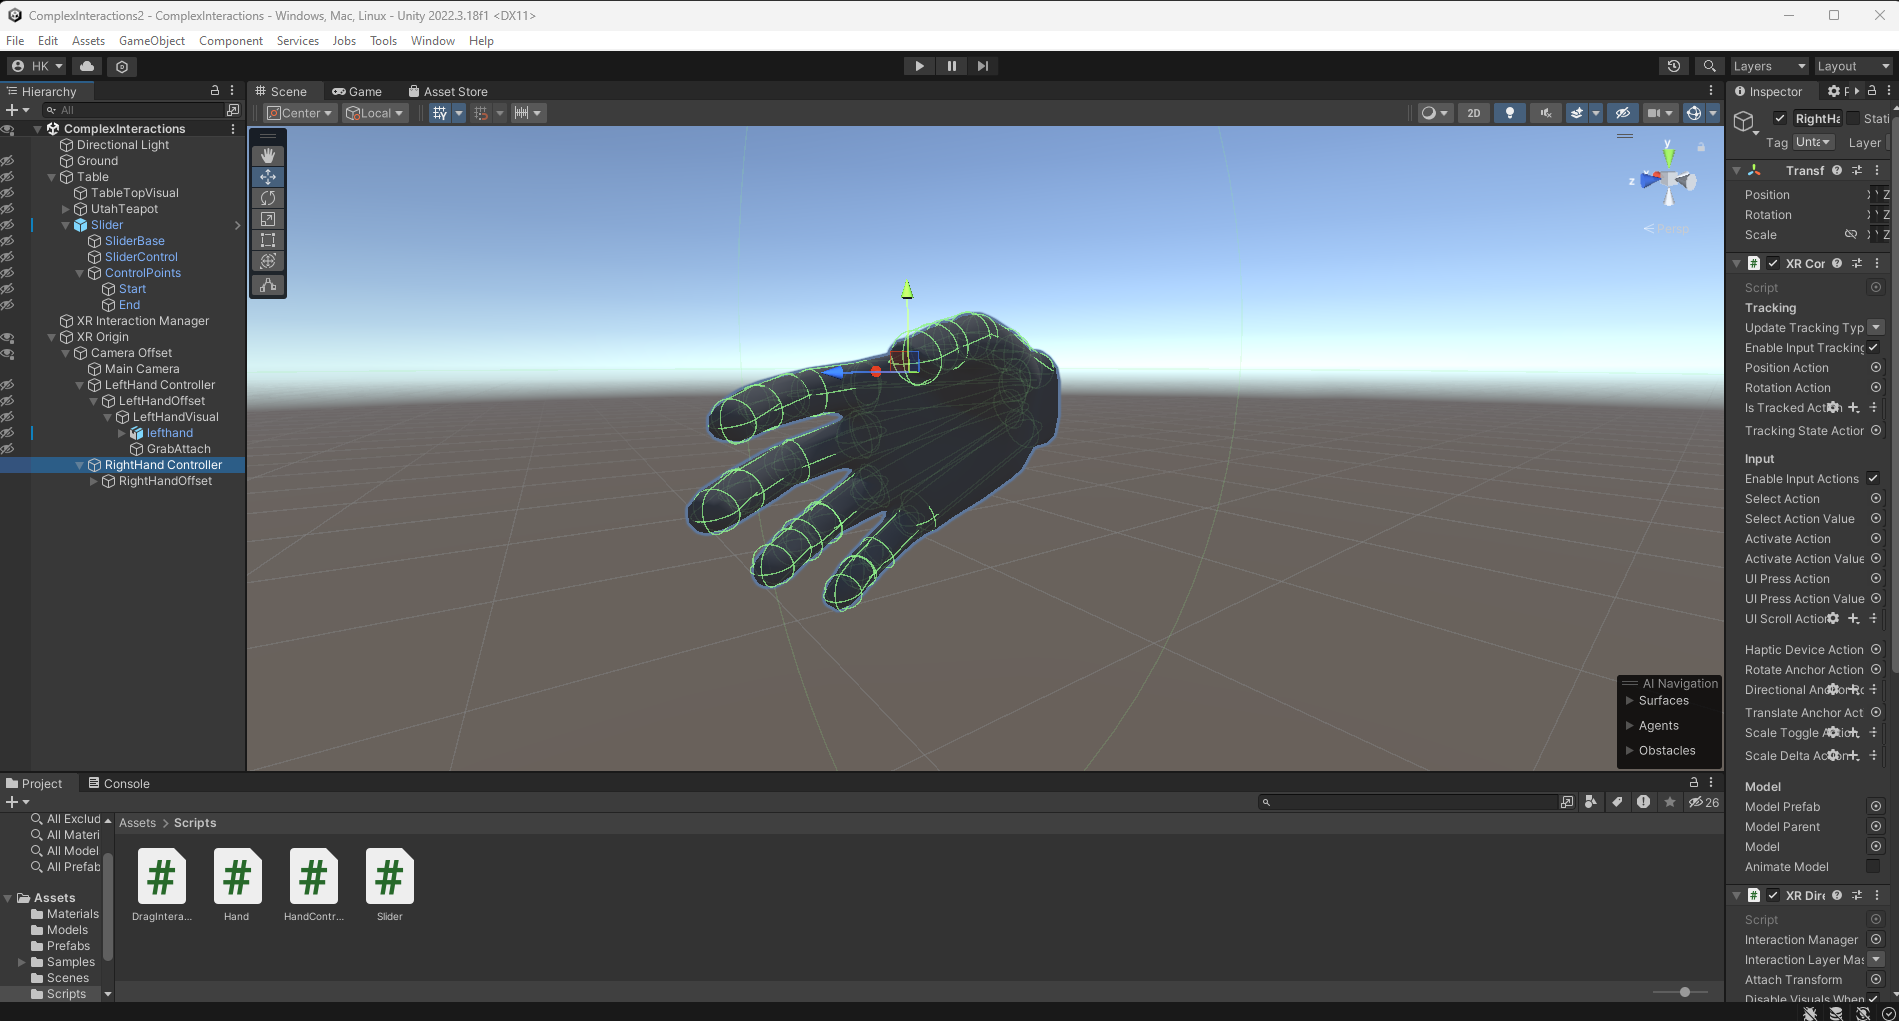 ComplexInteractions2 - ComplexInteractions - Windows, Mac, Linux - Unity 2022.3.18f1 <DX11>
File Edit Assets GameObject Component Services Jobs Tools Window Help
HK
Layers
Layout
Hierarchy
All
ComplexInteractions
Directional Light
Ground
Table
TableTopVisual
UtahTeapot
Slider
SliderBase
SliderControl
ControlPoints
Start
End
XR Interaction Manager
XR Origin
Camera Offset
Main Camera
LeftHand Controller
LeftHandOffset
LeftHandVisual
lefthand
GrabAttach
RightHand Controller
RightHandOffset
Scene Game Asset Store
Center Local 2D
y
z
Persp
AI Navigation
Surfaces
Agents
Obstacles
Inspector
RightHa Stati
Tag Unta Layer
Transf
Position X Y Z
Rotation X Y Z
Scale X Y Z
XR Cor
Script
Tracking
Update Tracking Typ
Enable Input Tracking
Position Action
Rotation Action
Is Tracked Action
Tracking State Action
Input
Enable Input Actions
Select Action
Select Action Value
Activate Action
Activate Action Value
UI Press Action
UI Press Action Value
UI Scroll Action
Haptic Device Action
Rotate Anchor Action
Directional Anchor Ro
Translate Anchor Act
Scale Toggle Action
Scale Delta Action
Model
Model Prefab
Model Parent
Model
Animate Model
XR Dire
Script
Interaction Manager
Interaction Layer Mas
Attach Transform
Disable Visuals When
Project Console
26
All Exclud
All Materi
All Model
All Prefab
Assets
Materials
Models
Prefabs
Samples
Scenes
Scripts
Assets > Scripts
DragIntera...
Hand
HandContr...
Slider